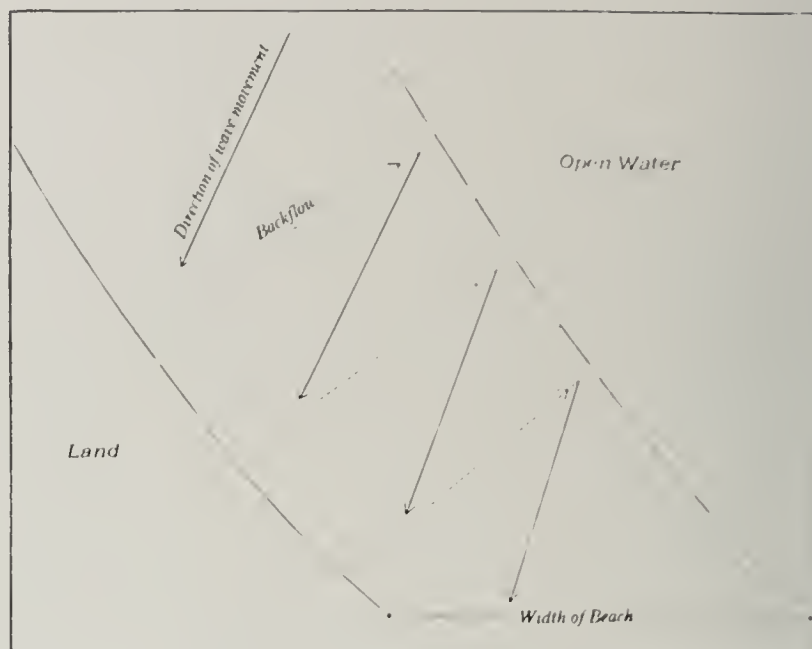 Direction of wave movement
Open Water
Backflow
Land
Width of Beach